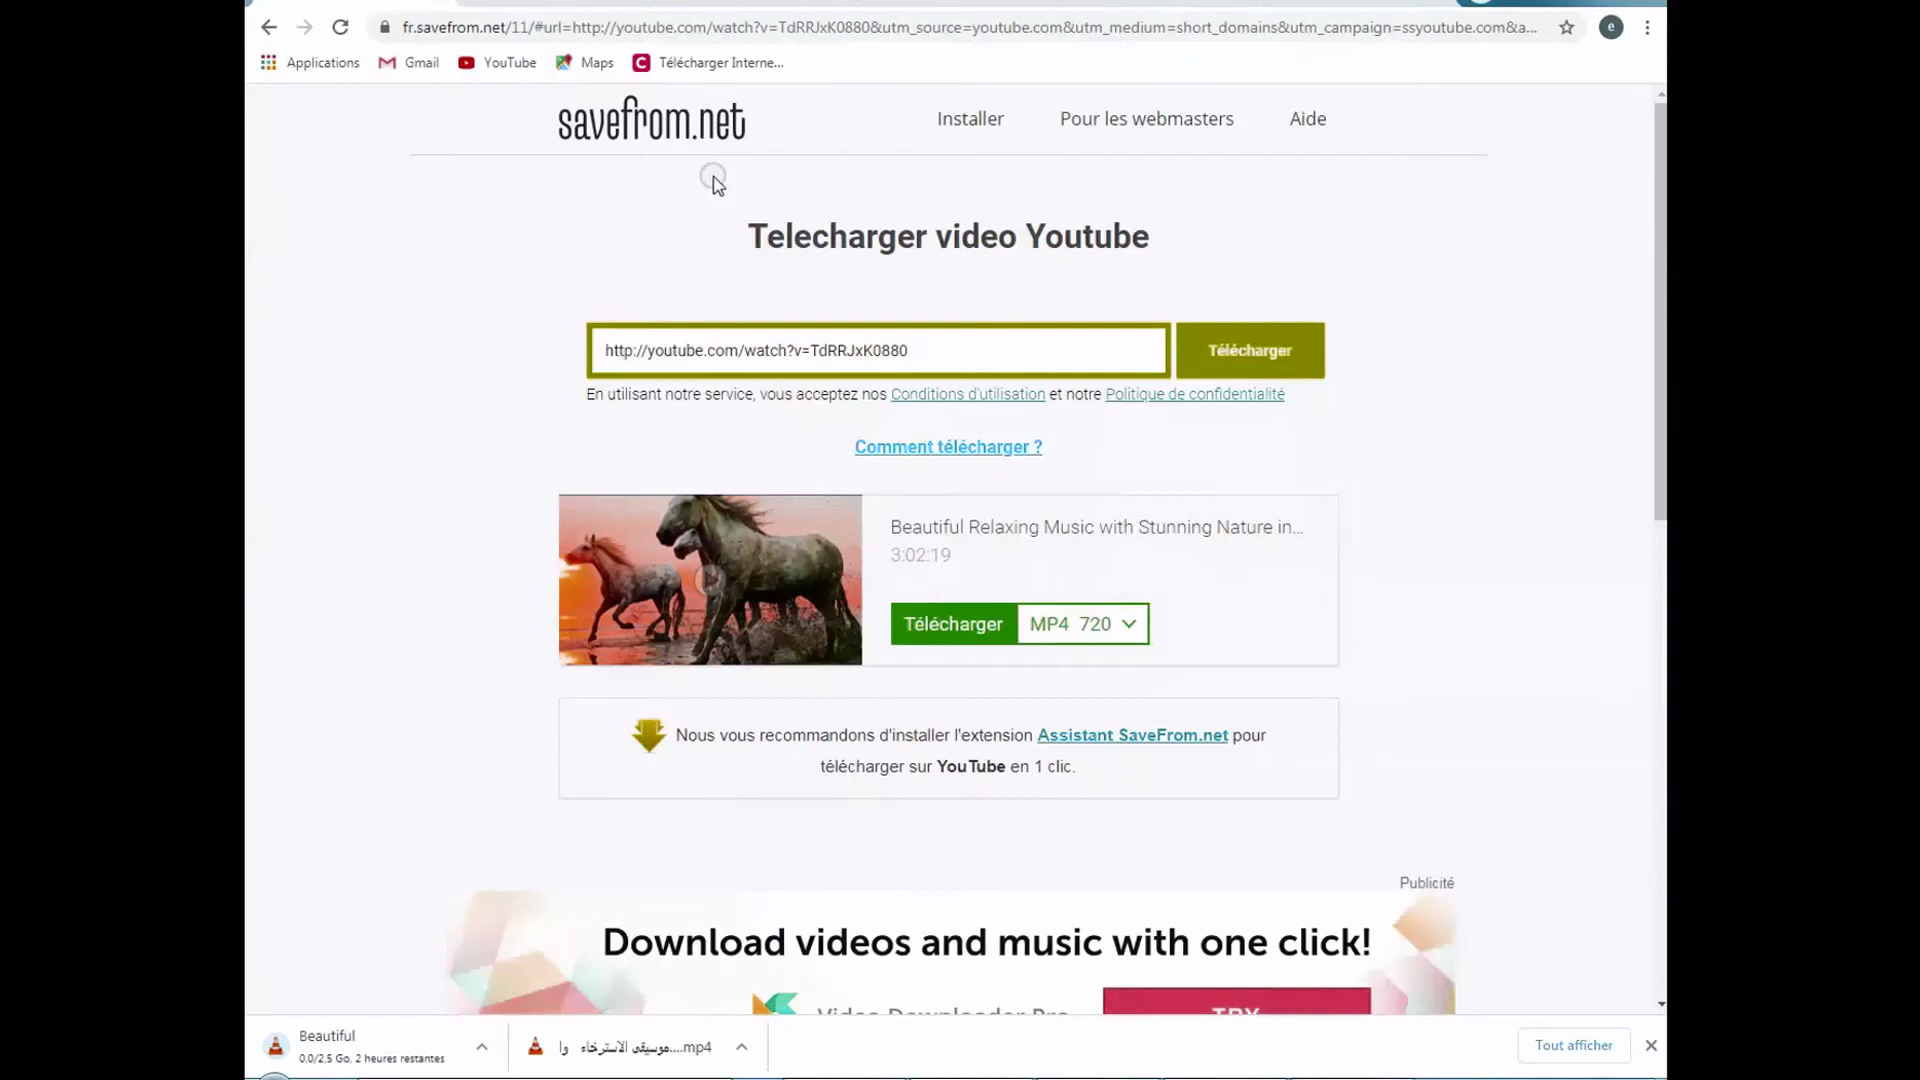 fr.savefrom.net/11/#url=http://youtube.com/watch?v=TdRRJxK0880&utm_source=youtube.com&utm_medium=short_domains&utm_campaign=ssyoutube.com&a...
e
Applications Gmail YouTube Maps C Télécharger Interne...
savefrom.net Installer Pour les webmasters Aide
Telecharger video Youtube
http://youtube.com/watch?v=TdRRJxK0880 Télécharger
En utilisant notre service, vous acceptez nos Conditions d'utilisation et notre Politique de confidentialité
Comment télécharger ?
Beautiful Relaxing Music with Stunning Nature in...
3:02:19
Télécharger MP4 720
Nous vous recommandons d'installer l'extension Assistant SaveFrom.net pour
télécharger sur YouTube en 1 clic.
Publicité
Download videos and music with one click!
Video Downloader Pro
TRY
Beautiful
0.0/2.5 Go, 2 heures restantes
موسيقى الاسترخاء وا....mp4
Tout afficher